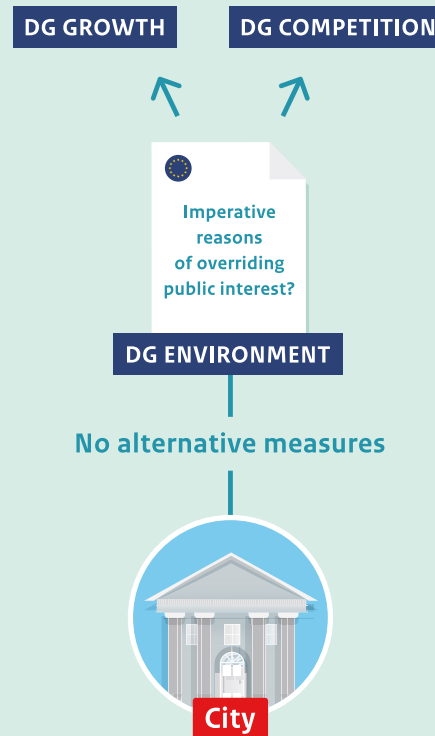 DG GROWTH
DG COMPETITION
Imperative
reasons
of overriding
public interest?
DG ENVIRONMENT
No alternative measures
City